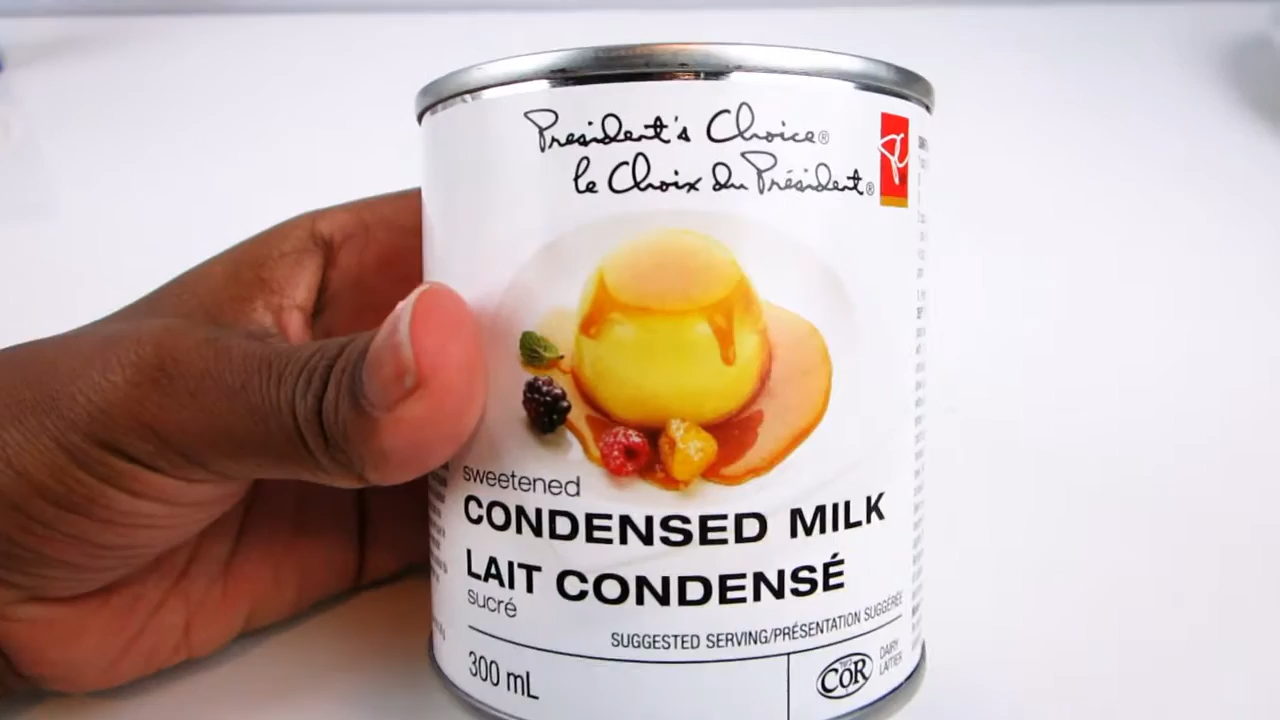 President's Choice®
le Choix du Président®
PC
sweetened
CONDENSED MILK
LAIT CONDENSÉ
sucré
SUGGESTED SERVING/PRÉSENTATION SUGGÉRÉE
300 mL
COR
DAIRY
LAITIER